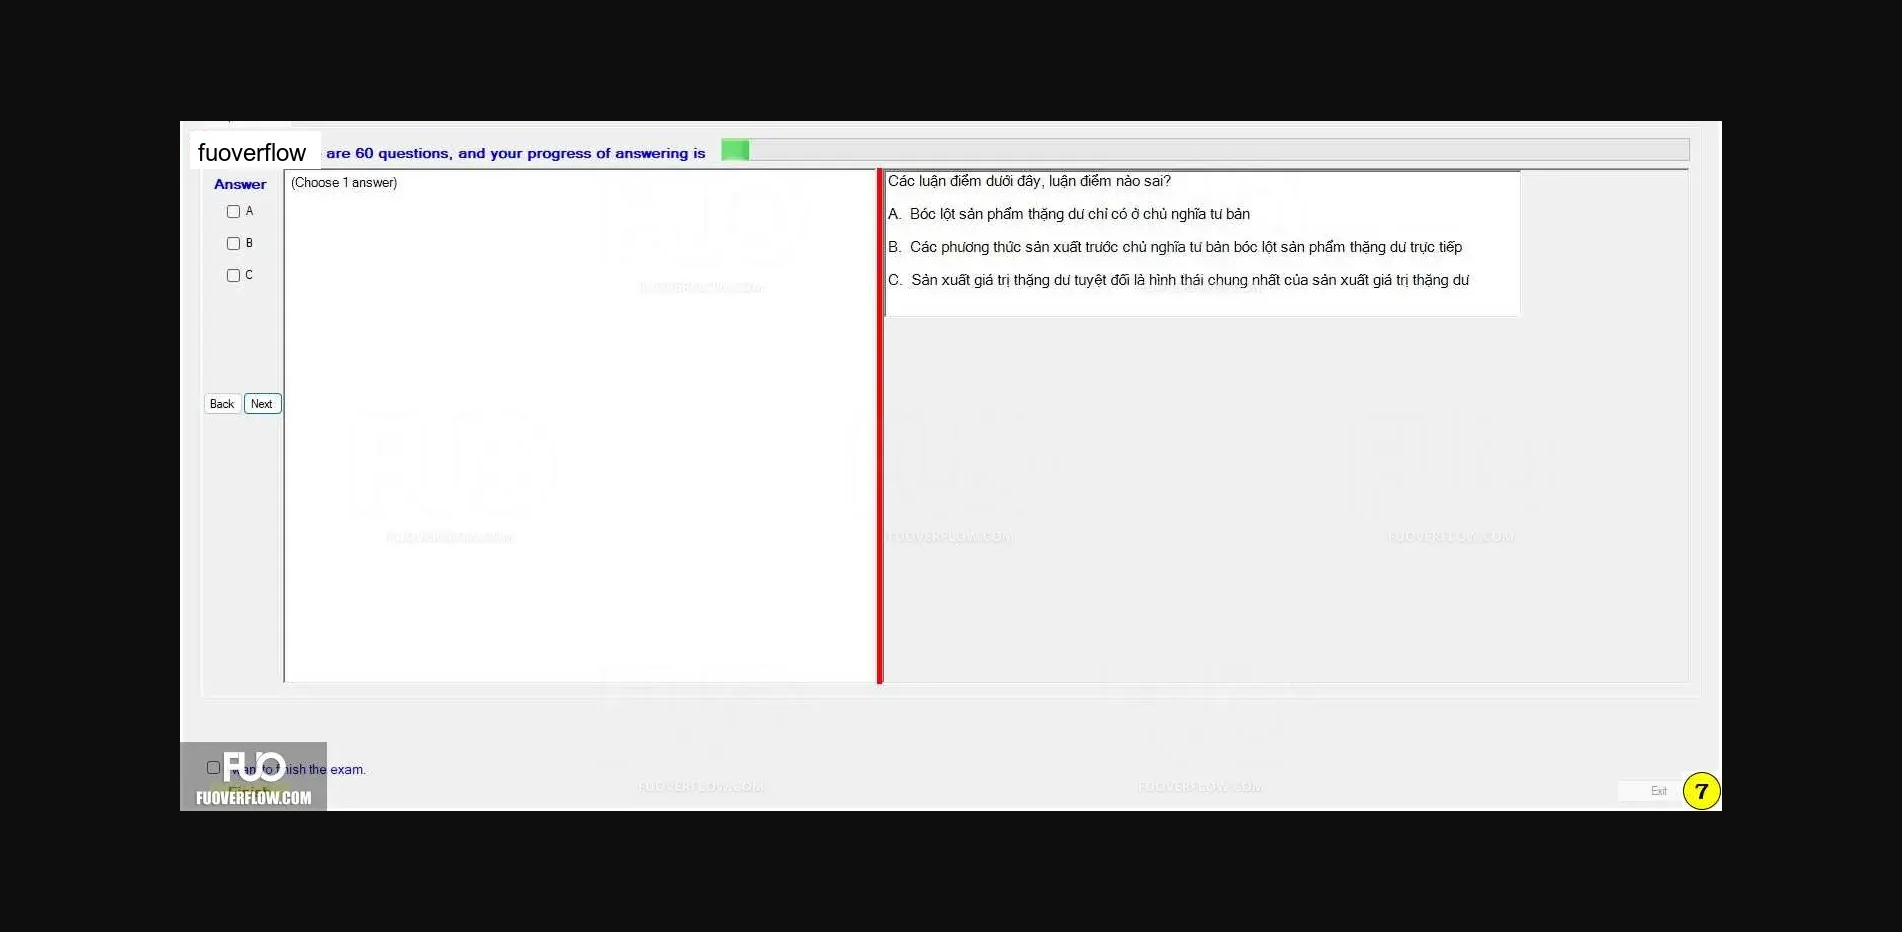 fuoverflow are 60 questions, and your progress of answering is
Answer
(Choose 1 answer)
A
B
C
Back Next
Các luận điểm dưới đây, luận điểm nào sai?
A. Bóc lột sản phẩm thặng dư chỉ có ở chủ nghĩa tư bản
B. Các phương thức sản xuất trước chủ nghĩa tư bản bóc lột sản phẩm thặng dư trực tiếp
C. Sản xuất giá trị thặng dư tuyệt đối là hình thái chung nhất của sản xuất giá trị thặng dư
FUOVERFLOW.COM
FUOVERFLOW.COM
FUOVERFLOW.COM
FUOVERFLOW.COM
FUOVERFLOW.COM
FUOVERFLOW.COM
FUO
the exam.
FUOVERFLOW.COM
Exit
7